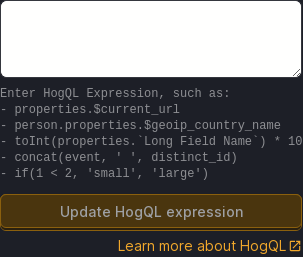 Enter HogQL Expression, such as:
- properties.$current_url
- person.properties.$geoip_country_name
- toInt(properties.`Long Field Name`) * 10
- concat(event, ' ', distinct_id)
- if(1 < 2, 'small', 'large')
Update HogQL expression
Learn more about HogQL